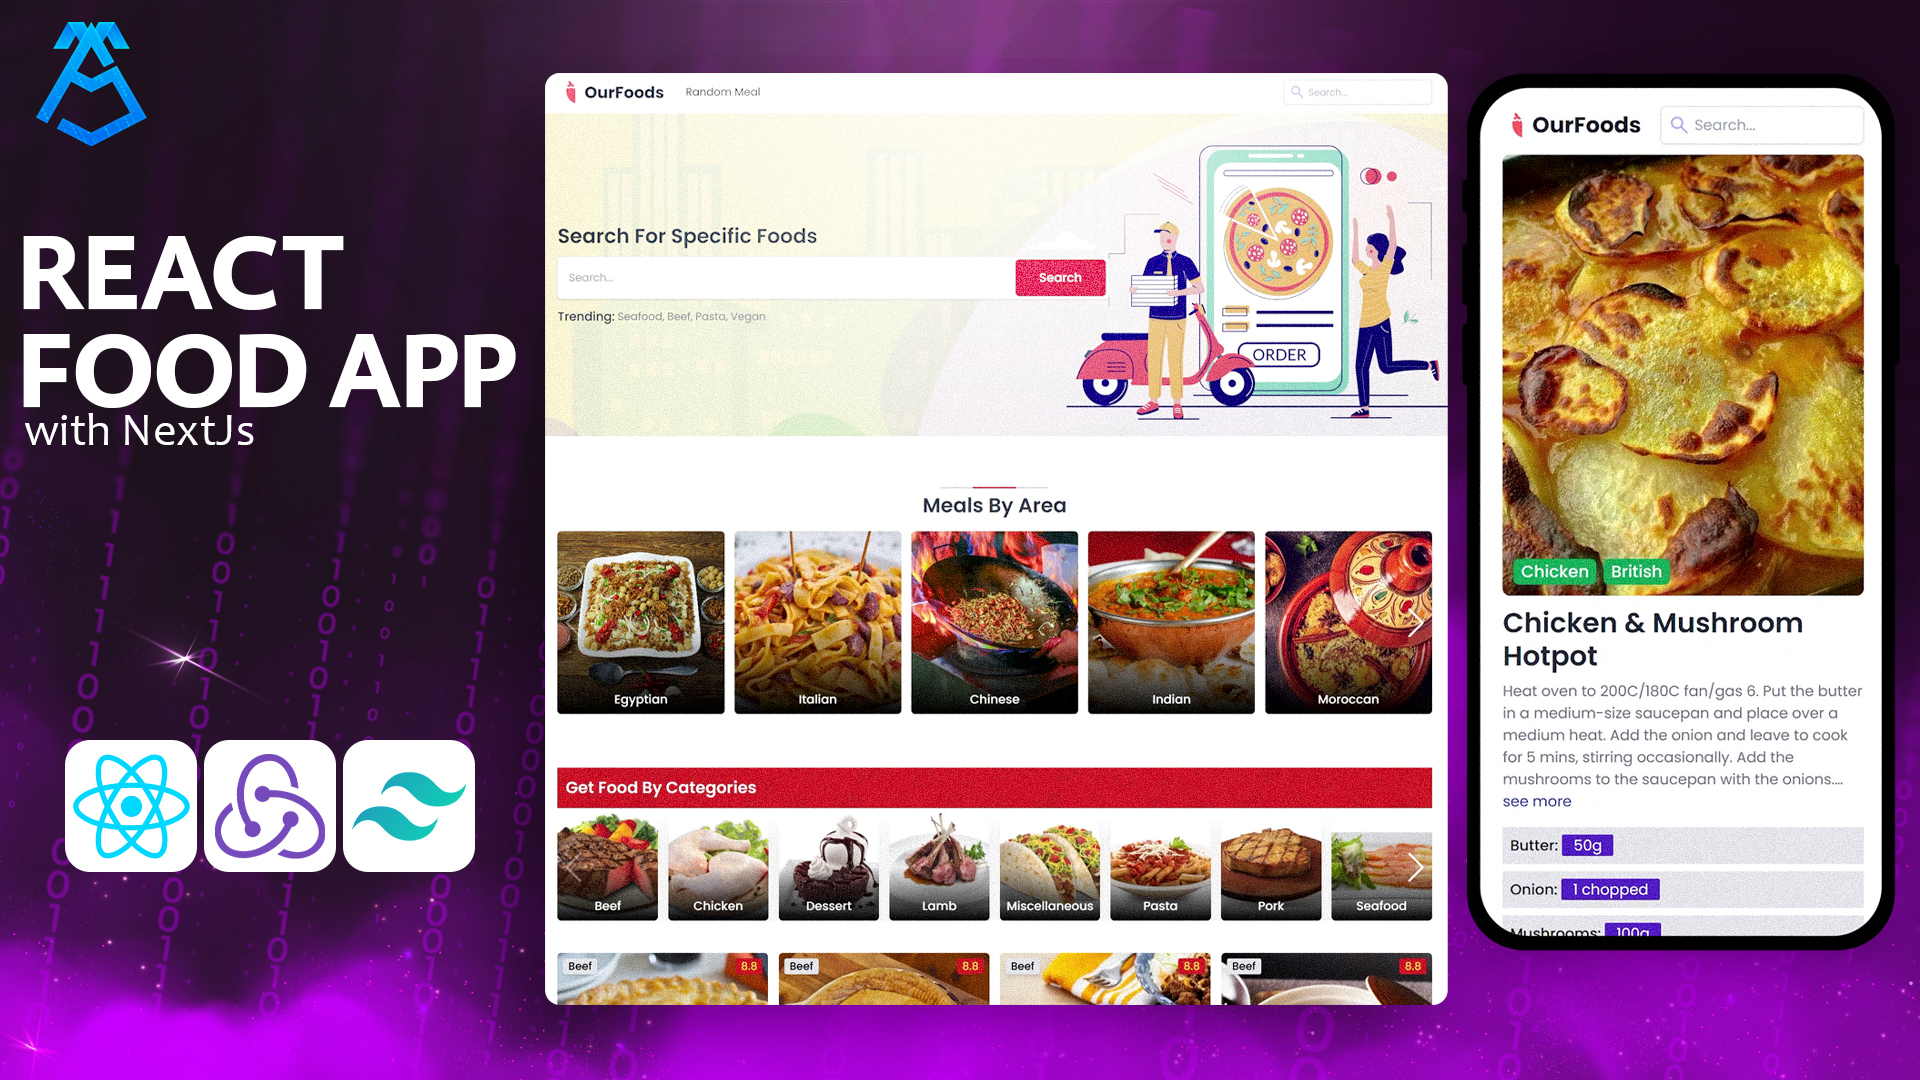 REACT
FOOD APP
with NextJs
OurFoods
Random Meal
Search...
Search For Specific Foods
Search...
Search
Trending: Seafood, Beef, Pasta, Vegan
ORDER
Meals By Area
Egyptian
Italian
Chinese
Indian
Moroccan
Get Food By Categories
Beef
Chicken
Dessert
Lamb
Miscellaneous
Pasta
Pork
Seafood
Beef
8.8
Beef
8.8
Beef
8.8
Beef
8.8
OurFoods
Search...
Chicken
British
Chicken & Mushroom
Hotpot
Heat oven to 200C/180C fan/gas 6. Put the butter
in a medium-size saucepan and place over a
medium heat. Add the onion and leave to cook
for 5 mins, stirring occasionally. Add the
mushrooms to the saucepan with the onions....
see more
Butter: 50g
Onion: 1 chopped
Mushrooms: 100g